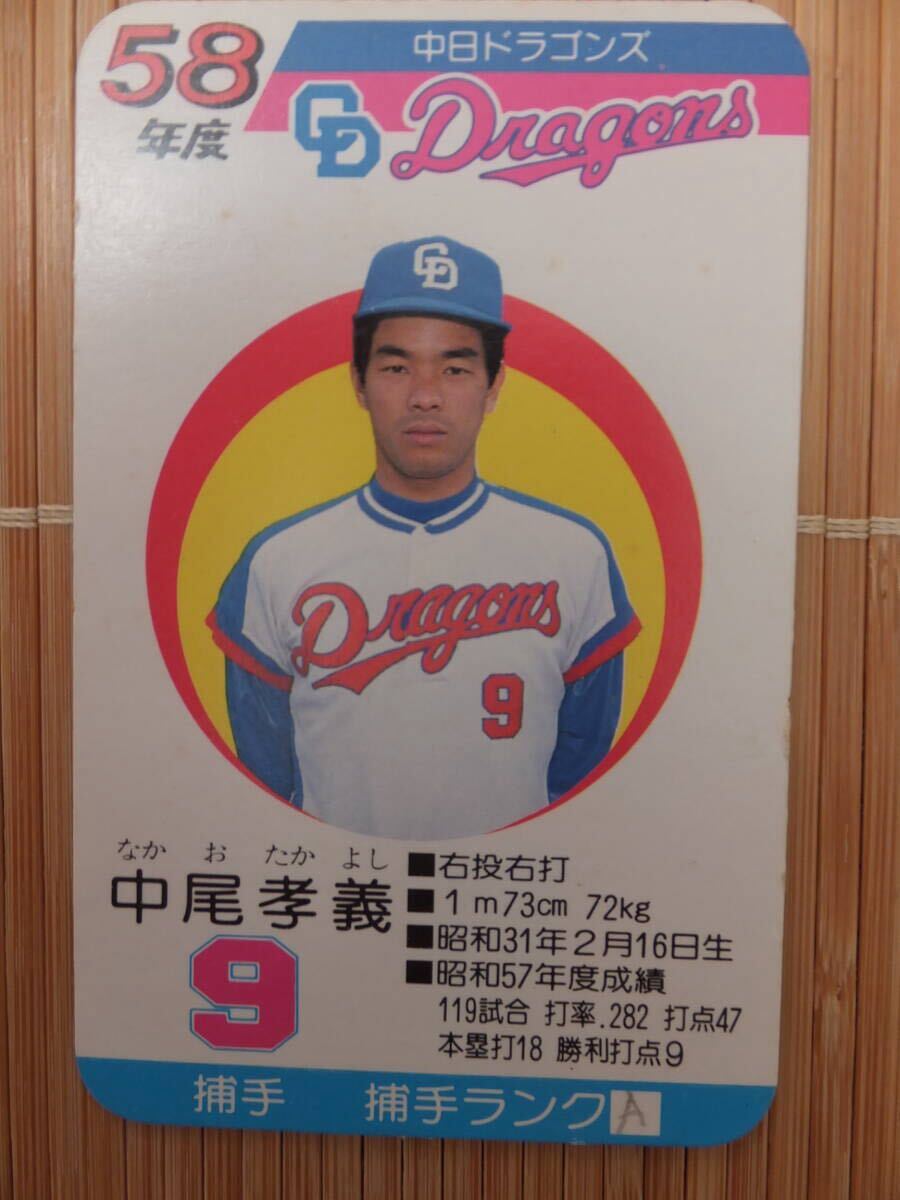 58
年度
中日ドラゴンズ
CD Dragons
CD
Dragons
9
なか お たか よし
中尾孝義
9
■右投右打
■1m73cm 72kg
■昭和31年2月16日生
■昭和57年度成績
119試合 打率.282 打点47
本塁打18 勝利打点9
捕手 捕手ランクA